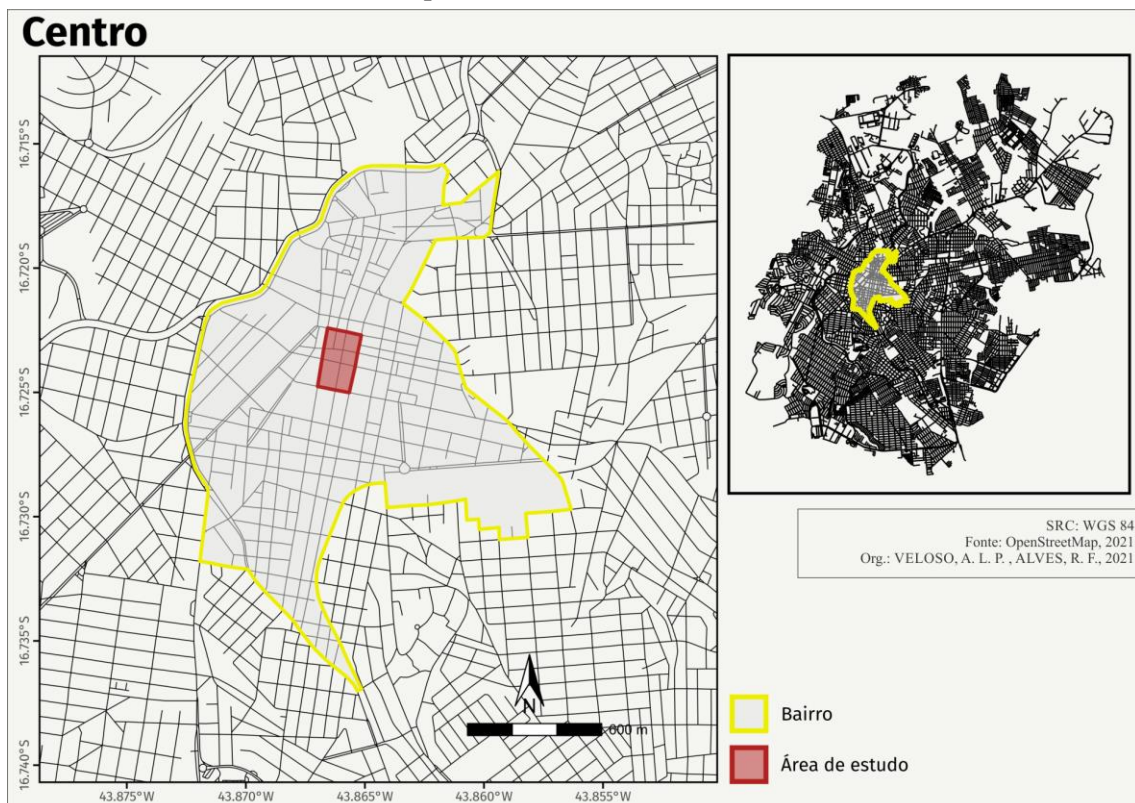 Centro
16.715°S
16.720°S
16.725°S
16.730°S
16.735°S
16.740°S
43.875°W
43.870°W
43.865°W
43.860°W
43.855°W
N
600 m
SRC: WGS 84
Fonte: OpenStreetMap, 2021
Org.: VELOSO, A. L. P. , ALVES, R. F., 2021
Bairro
Área de estudo